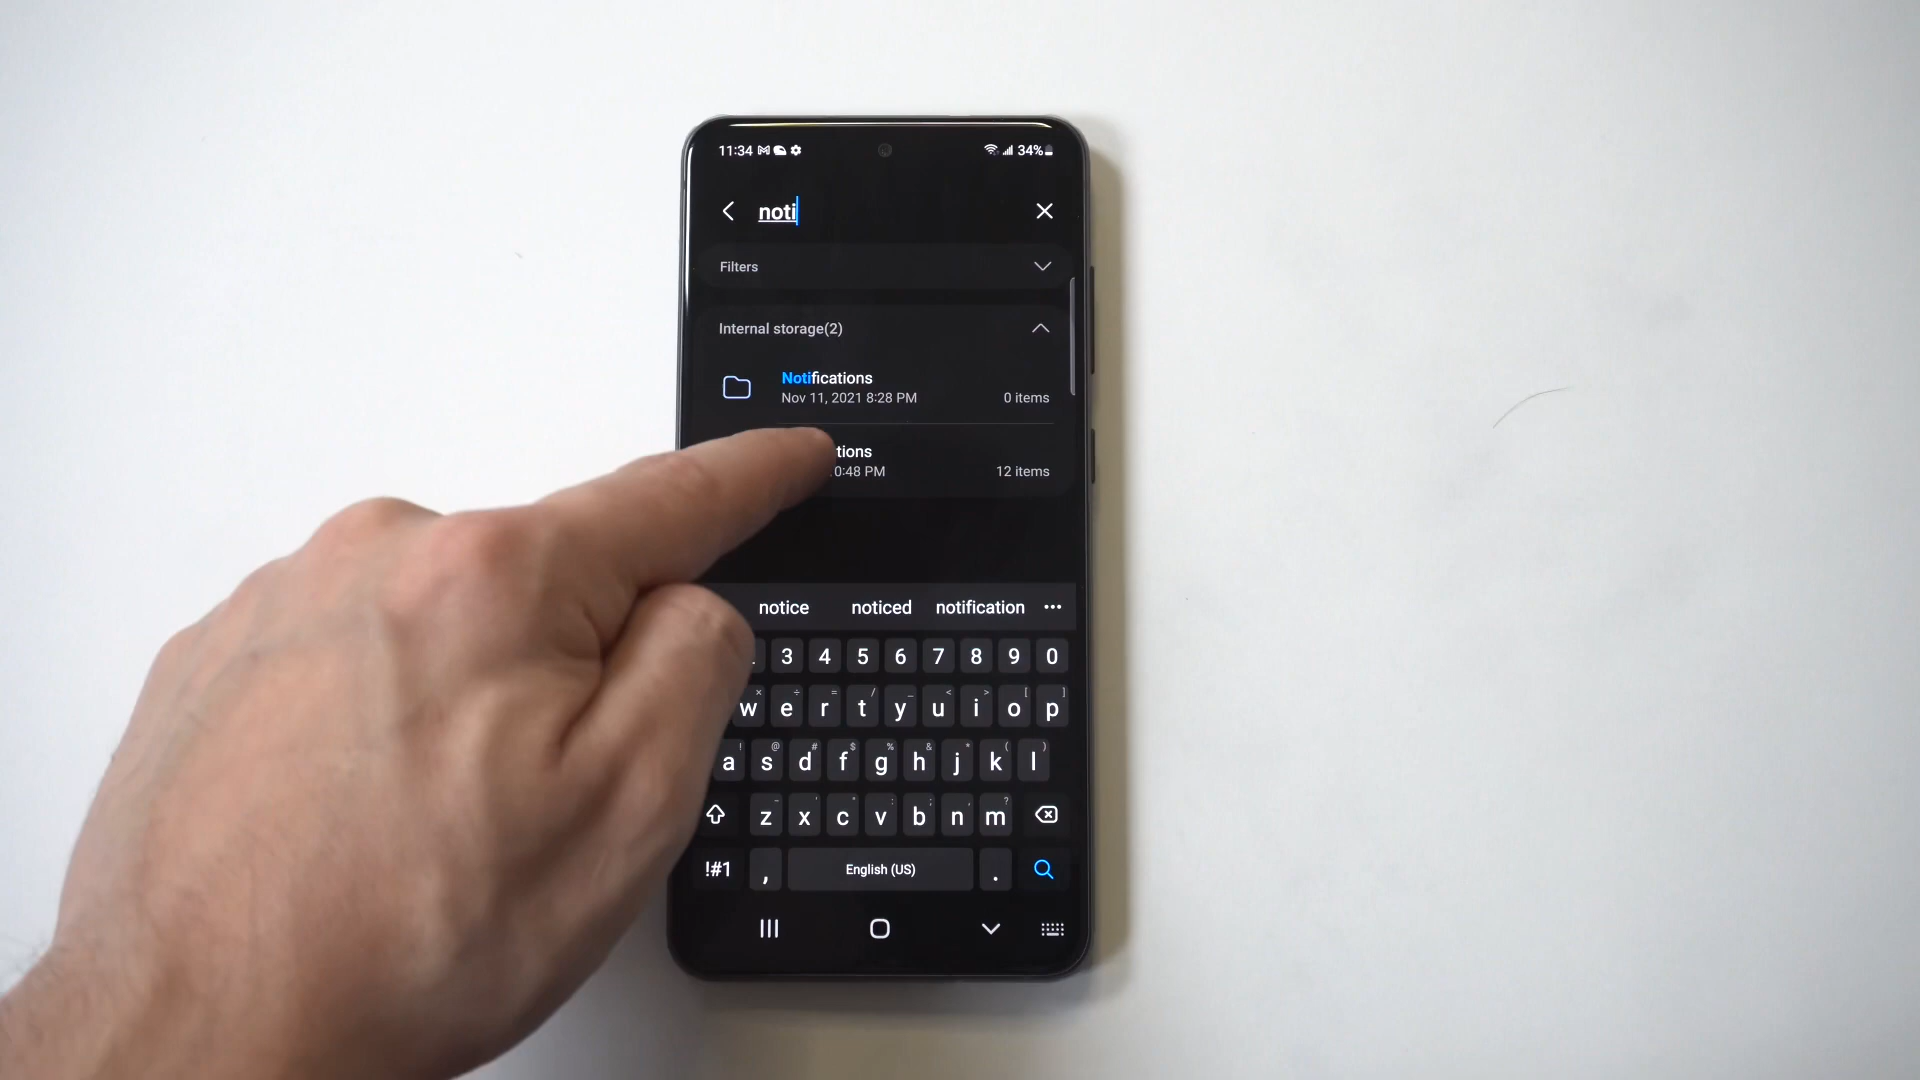 11:34 34%
noti
Filters
Internal storage(2)
Notifications
Nov 11, 2021 8:28 PM 0 items
tions
0:48 PM 12 items
notice noticed notification •••
3 4 5 6 7 8 9 0
w e r t y u i o p
a s d f g h j k l
z x c v b n m
!#1 , English (US) .